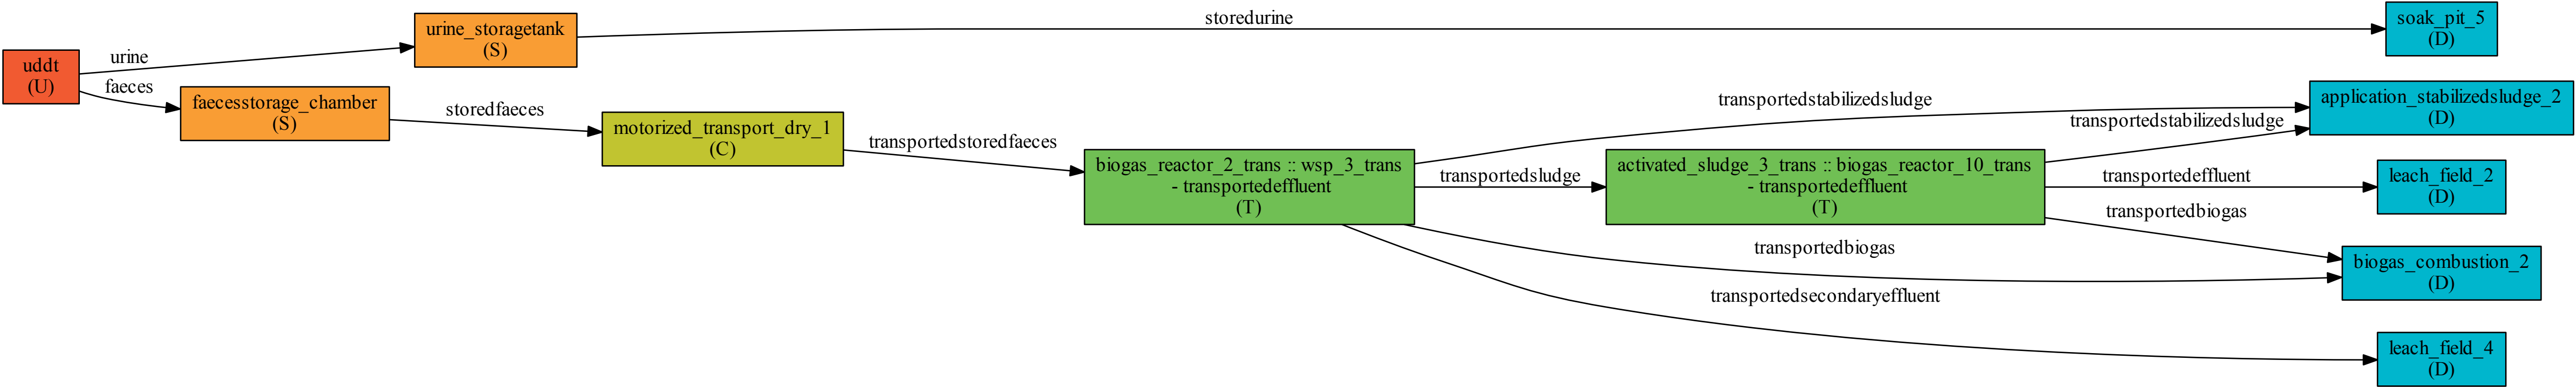 uddt
(U)
urine
faeces
urine_storagetank
(S)
faecesstorage_chamber
(S)
storedurine
storedfaeces
motorized_transport_dry_1
(C)
transportedstoredfaeces
biogas_reactor_2_trans :: wsp_3_trans
- transportedeffluent
(T)
transportedstabilizedsludge
transportedsludge
transportedbiogas
transportedsecondaryeffluent
activated_sludge_3_trans :: biogas_reactor_10_trans
- transportedeffluent
(T)
transportedstabilizedsludge
transportedeffluent
transportedbiogas
soak_pit_5
(D)
application_stabilizedsludge_2
(D)
leach_field_2
(D)
biogas_combustion_2
(D)
leach_field_4
(D)